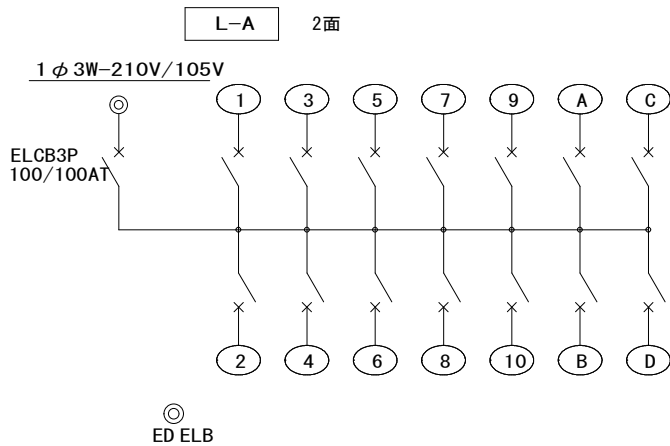 L-A 2面
1φ3W-210V/105V
1 3 5 7 9 A C
ELCB3P
100/100AT
2 4 6 8 10 B D
ED ELB